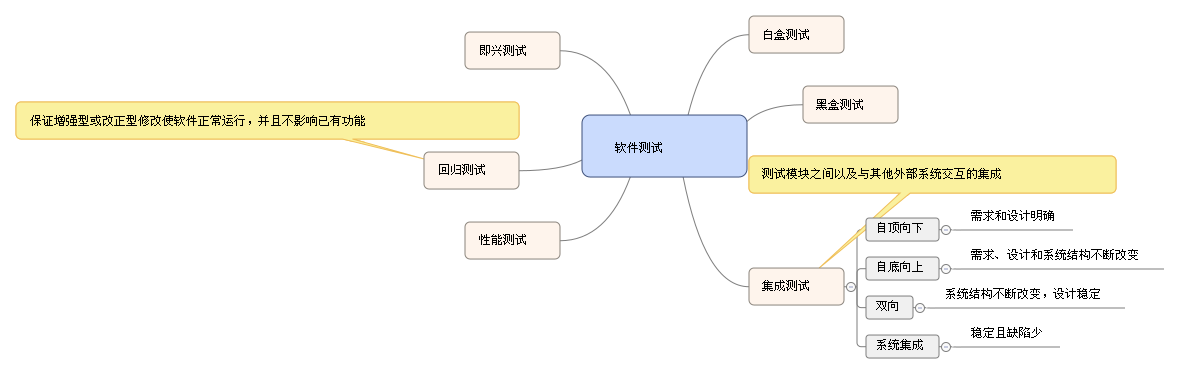 软件测试
白盒测试
黑盒测试
集成测试
测试模块之间以及与其他外部系统交互的集成
自顶向下
需求和设计明确
自底向上
需求、设计和系统结构不断改变
双向
系统结构不断改变，设计稳定
系统集成
稳定且缺陷少
即兴测试
回归测试
保证增强型或改正型修改使软件正常运行，并且不影响已有功能
性能测试